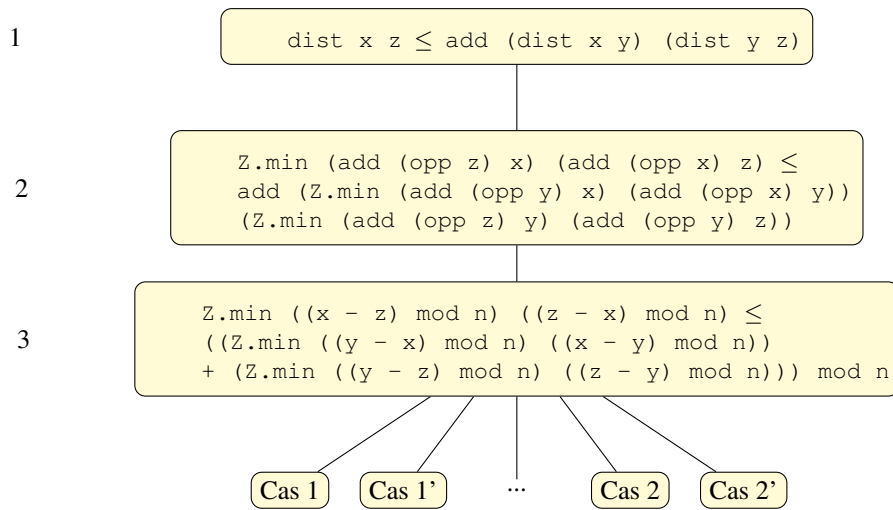 1
dist x z ≤ add (dist x y) (dist y z)
2
Z.min (add (opp z) x) (add (opp x) z) ≤
add (Z.min (add (opp y) x) (add (opp x) y))
(Z.min (add (opp z) y) (add (opp y) z))
3
Z.min ((x − z) mod n) ((z − x) mod n) ≤
((Z.min ((y − x) mod n) ((x − y) mod n))
+ (Z.min ((y − z) mod n) ((z − y) mod n))) mod n
Cas 1 Cas 1’ ... Cas 2 Cas 2’